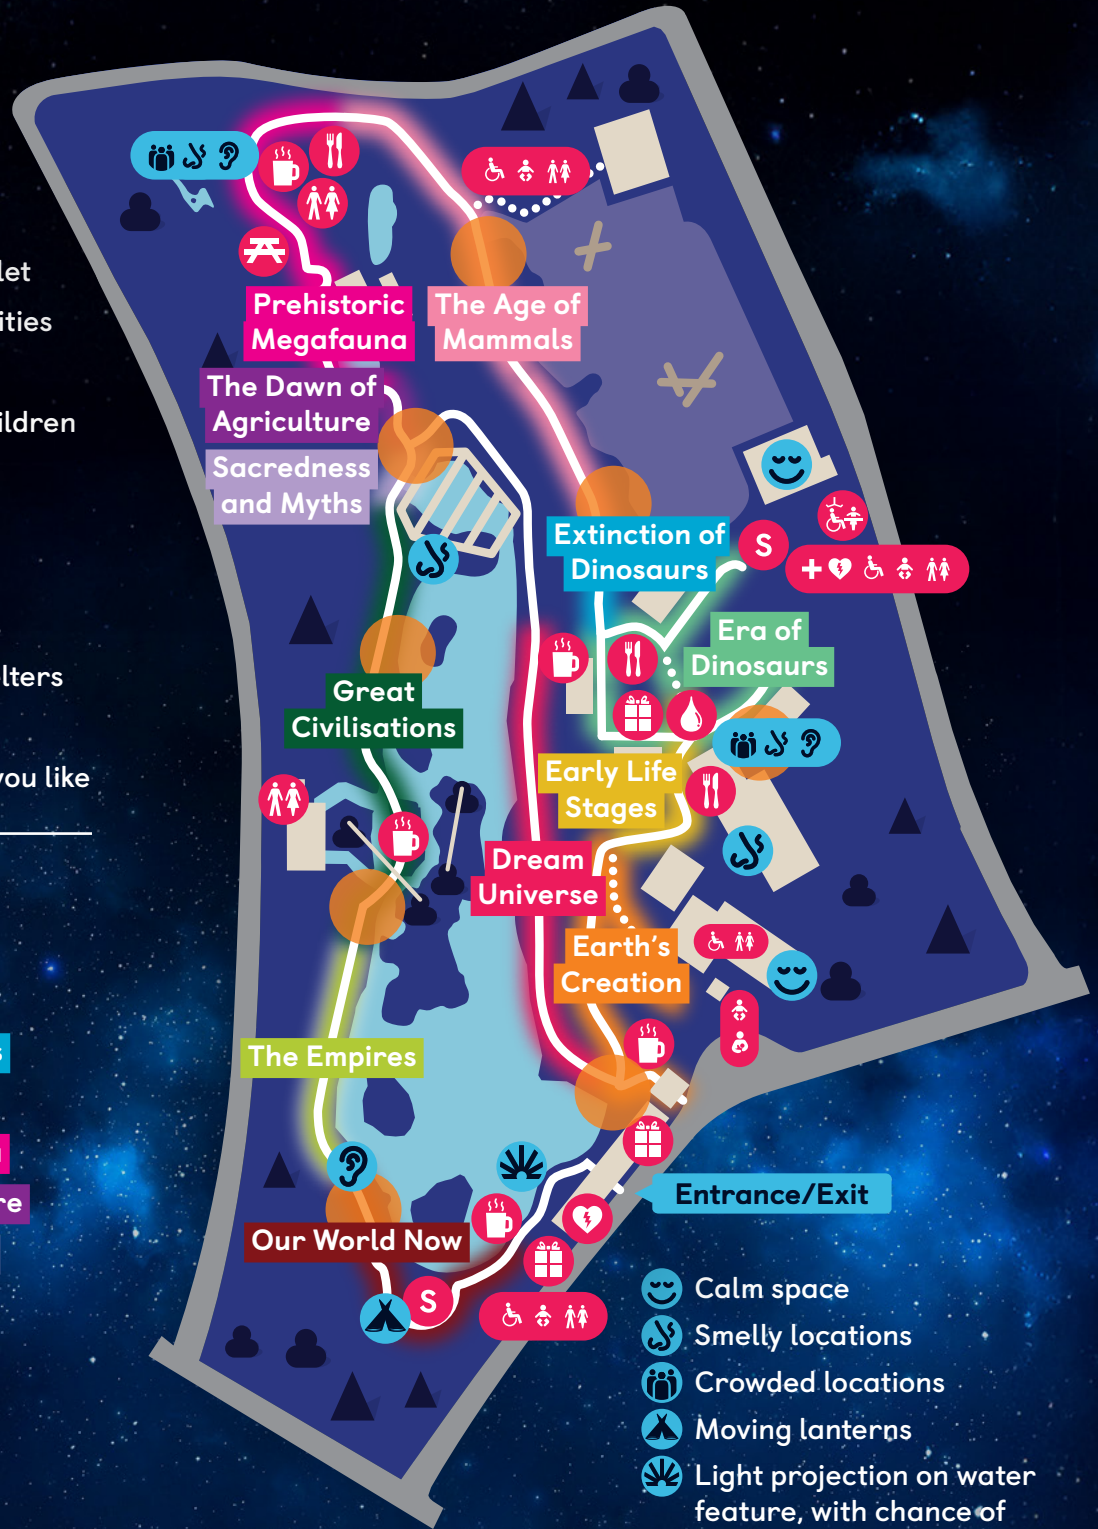 let
ities
ildren
lters
you like
s
re
Prehistoric
Megafauna
The Age of
Mammals
The Dawn of
Agriculture
Sacredness
and Myths
Extinction of
Dinosaurs
S
Era of
Dinosaurs
Great
Civilisations
Early Life
Stages
Dream
Universe
Earth's
Creation
The Empires
Entrance/Exit
Our World Now
S
Calm space
Smelly locations
Crowded locations
Moving lanterns
Light projection on water
feature, with chance of